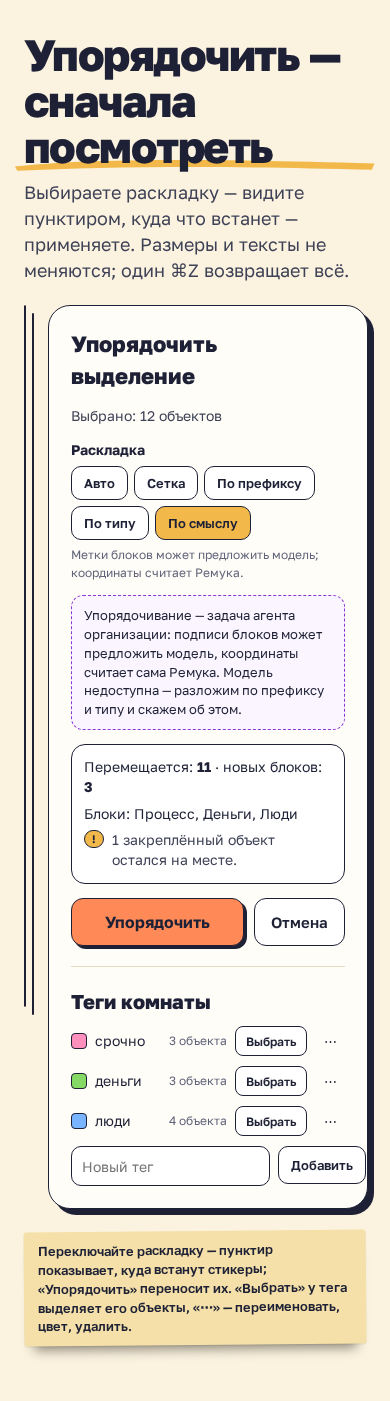 Упорядочить —
сначала
посмотреть
Выбираете раскладку — видите
пунктиром, куда что встанет —
применяете. Размеры и тексты не
меняются; один ⌘Z возвращает всё.
Упорядочить
выделение
Выбрано: 12 объектов
Раскладка
Авто Сетка По префиксу
По типу По смыслу
Метки блоков может предложить модель;
координаты считает Ремука.
Упорядочивание — задача агента
организации: подписи блоков может
предложить модель, координаты
считает сама Ремука. Модель
недоступна — разложим по префиксу
и типу и скажем об этом.
Перемещается: 11 · новых блоков:
3
Блоки: Процесс, Деньги, Люди
! 1 закреплённый объект
остался на месте.
Упорядочить Отмена
Теги комнаты
срочно 3 объекта Выбрать ⋯
деньги 3 объекта Выбрать ⋯
люди 4 объекта Выбрать ⋯
Новый тег Добавить
Переключайте раскладку — пунктир
показывает, куда встанут стикеры;
«Упорядочить» переносит их. «Выбрать» у тега
выделяет его объекты, «⋯» — переименовать,
цвет, удалить.